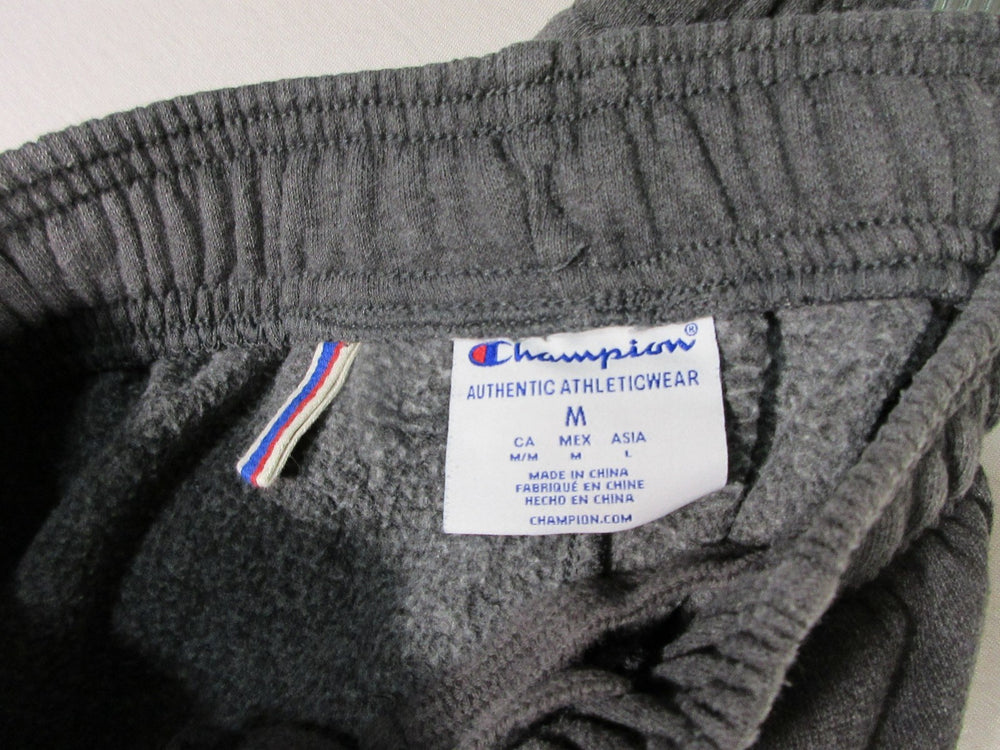 Champion®
AUTHENTIC ATHLETICWEAR
M
CA MEX ASIA
M/M M L
MADE IN CHINA
FABRIQUÉ EN CHINE
HECHO EN CHINA
CHAMPION.COM